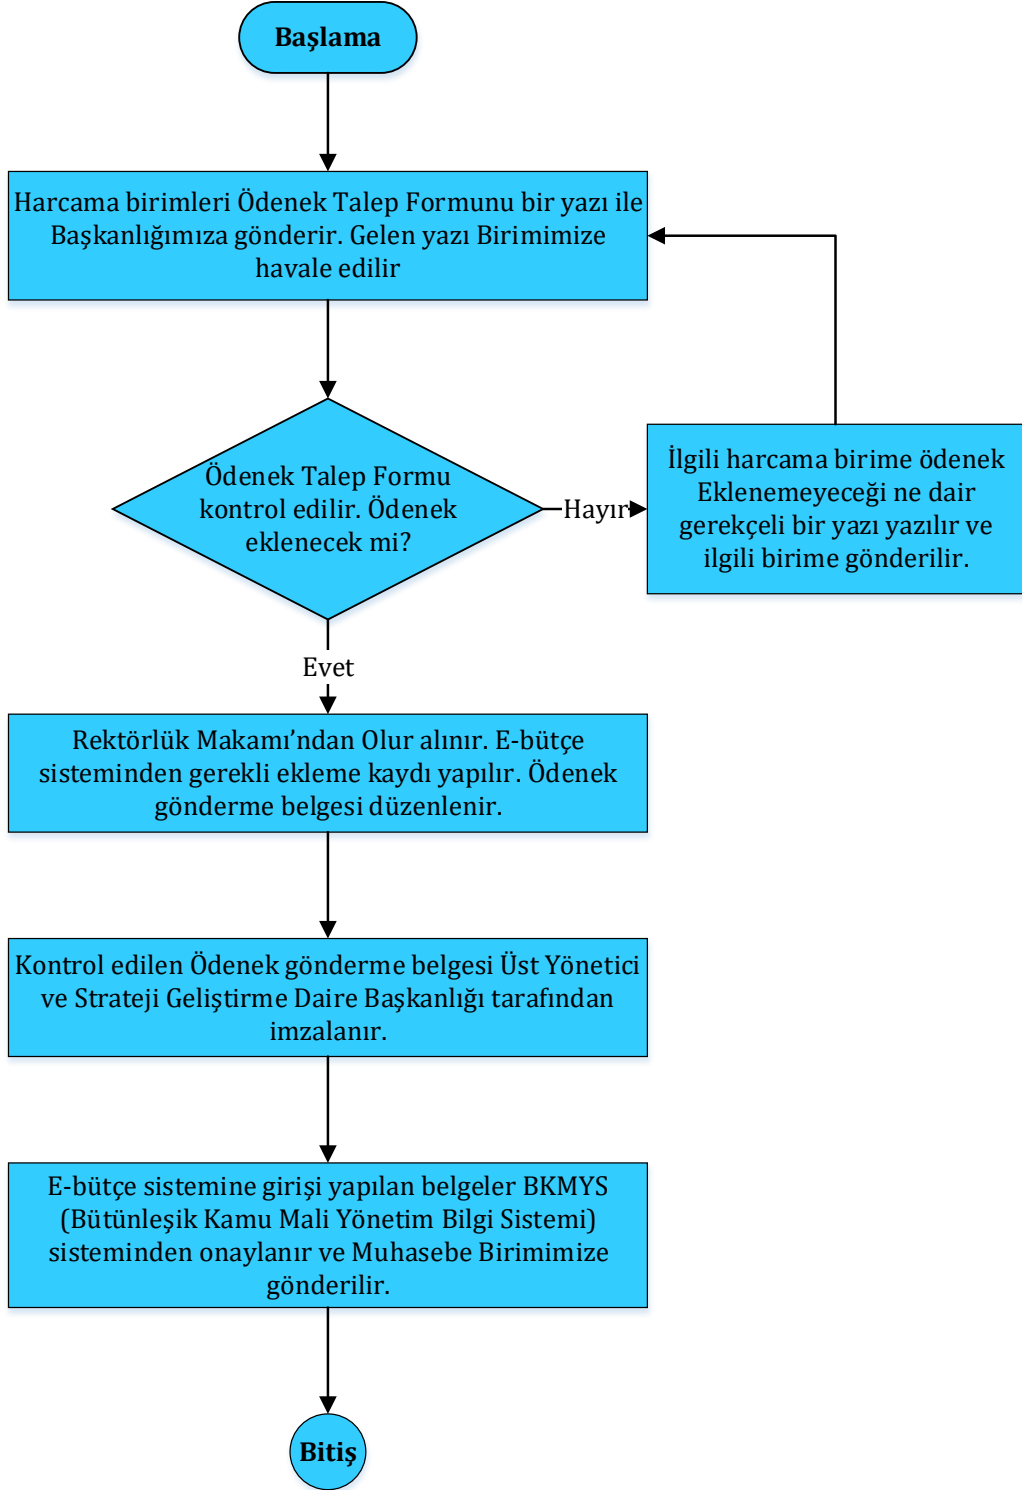 Başlama
Harcama birimleri Ödenek Talep Formunu bir yazı ile
Başkanlığımıza gönderir. Gelen yazı Birimimize
havale edilir
Ödenek Talep Formu
kontrol edilir. Ödenek
eklenecek mi?
Hayır
İlgili harcama birime ödenek
Eklenemeyeceği ne dair
gerekçeli bir yazı yazılır ve
ilgili birime gönderilir.
Evet
Rektörlük Makamı’ndan Olur alınır. E-bütçe
sisteminden gerekli ekleme kaydı yapılır. Ödenek
gönderme belgesi düzenlenir.
Kontrol edilen Ödenek gönderme belgesi Üst Yönetici
ve Strateji Geliştirme Daire Başkanlığı tarafından
imzalanır.
E-bütçe sistemine girişi yapılan belgeler BKMYS
(Bütünleşik Kamu Mali Yönetim Bilgi Sistemi)
sisteminden onaylanır ve Muhasebe Birimimize
gönderilir.
Bitiş